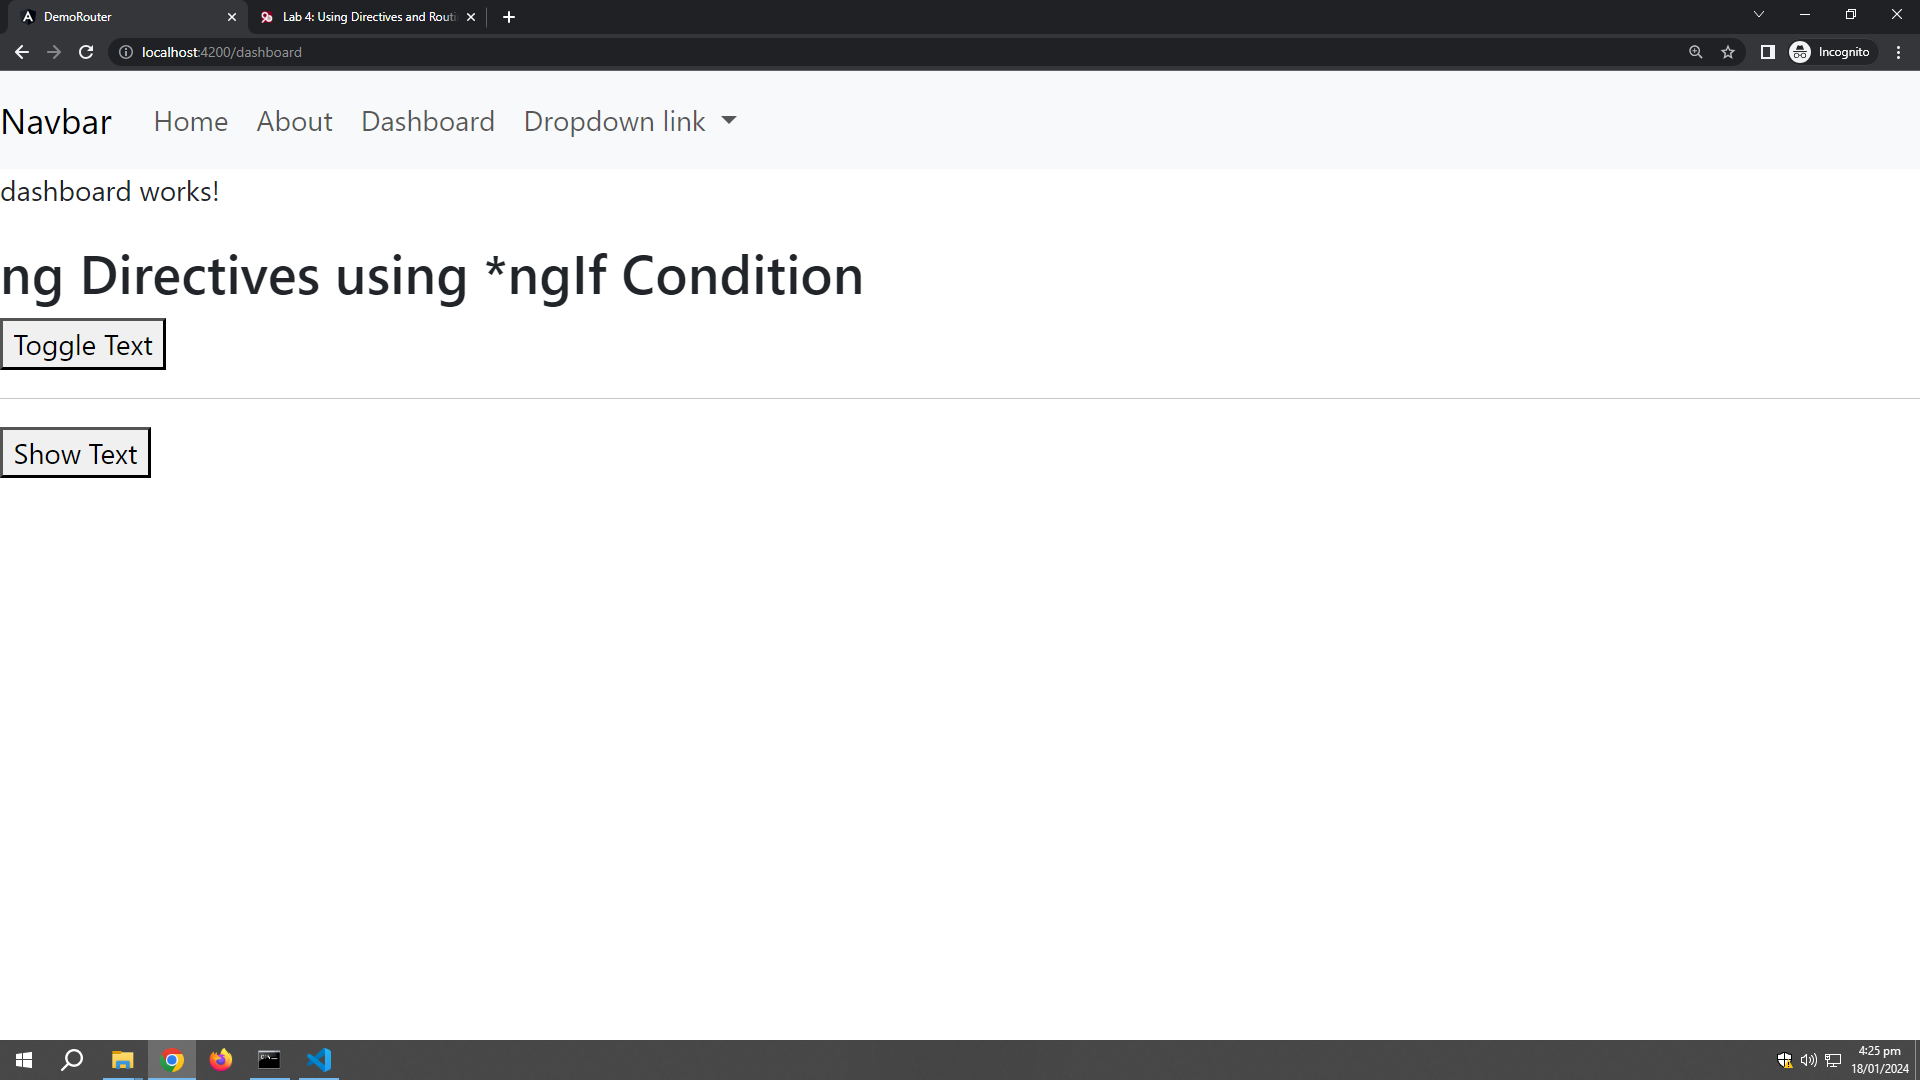 DemoRouter
Lab 4: Using Directives and Routi
localhost:4200/dashboard
Incognito
Navbar Home About Dashboard Dropdown link
dashboard works!
ng Directives using *ngIf Condition
Toggle Text
Show Text
4:25 pm
18/01/2024